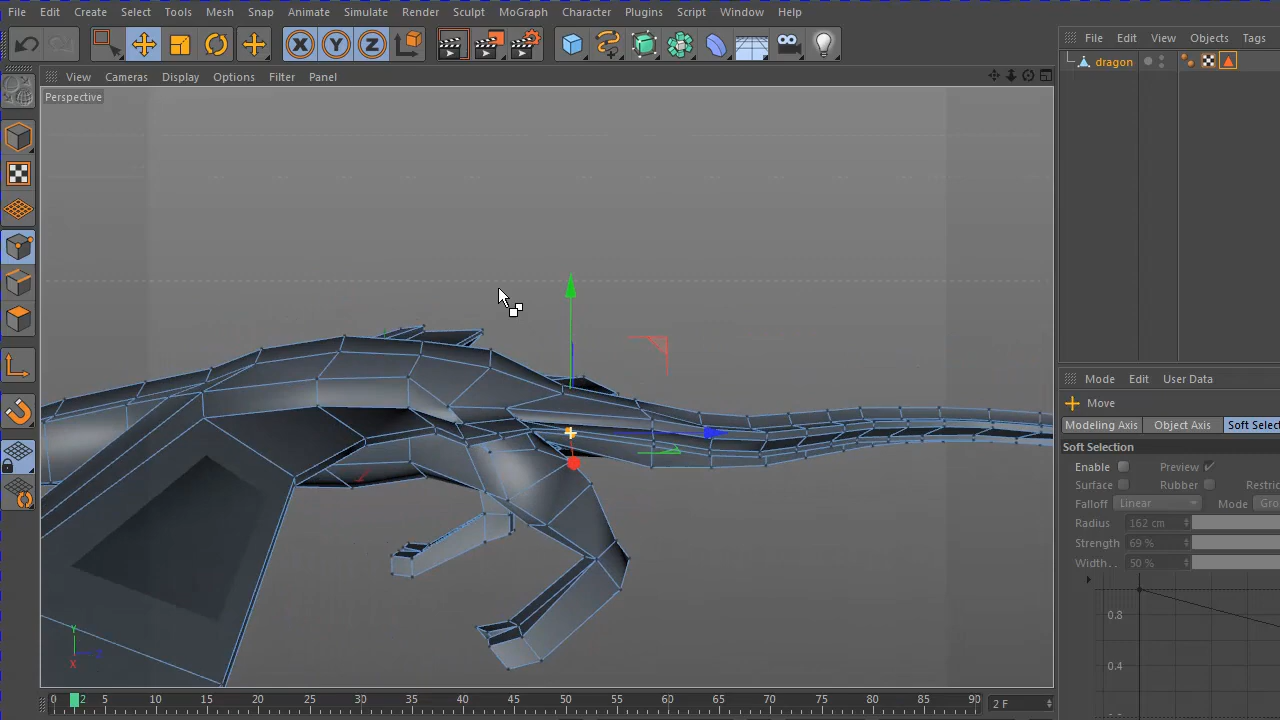 File Edit Create Select Tools Mesh Snap Animate Simulate Render Sculpt MoGraph Character Plugins Script Window Help
X Y Z
File Edit View Objects Tags
dragon
View Cameras Display Options Filter Panel
Perspective
Mode Edit User Data
Move
Modeling Axis Object Axis Soft Selec
Soft Selection
Enable Preview
Surface Rubber Restric
Falloff Linear Mode Gro
Radius 162 cm
Strength 69 %
Width.. 50 %
0.8
0.4
Y
Z
X
0 2 5 10 15 20 25 30 35 40 45 50 55 60 65 70 75 80 85 90 2 F